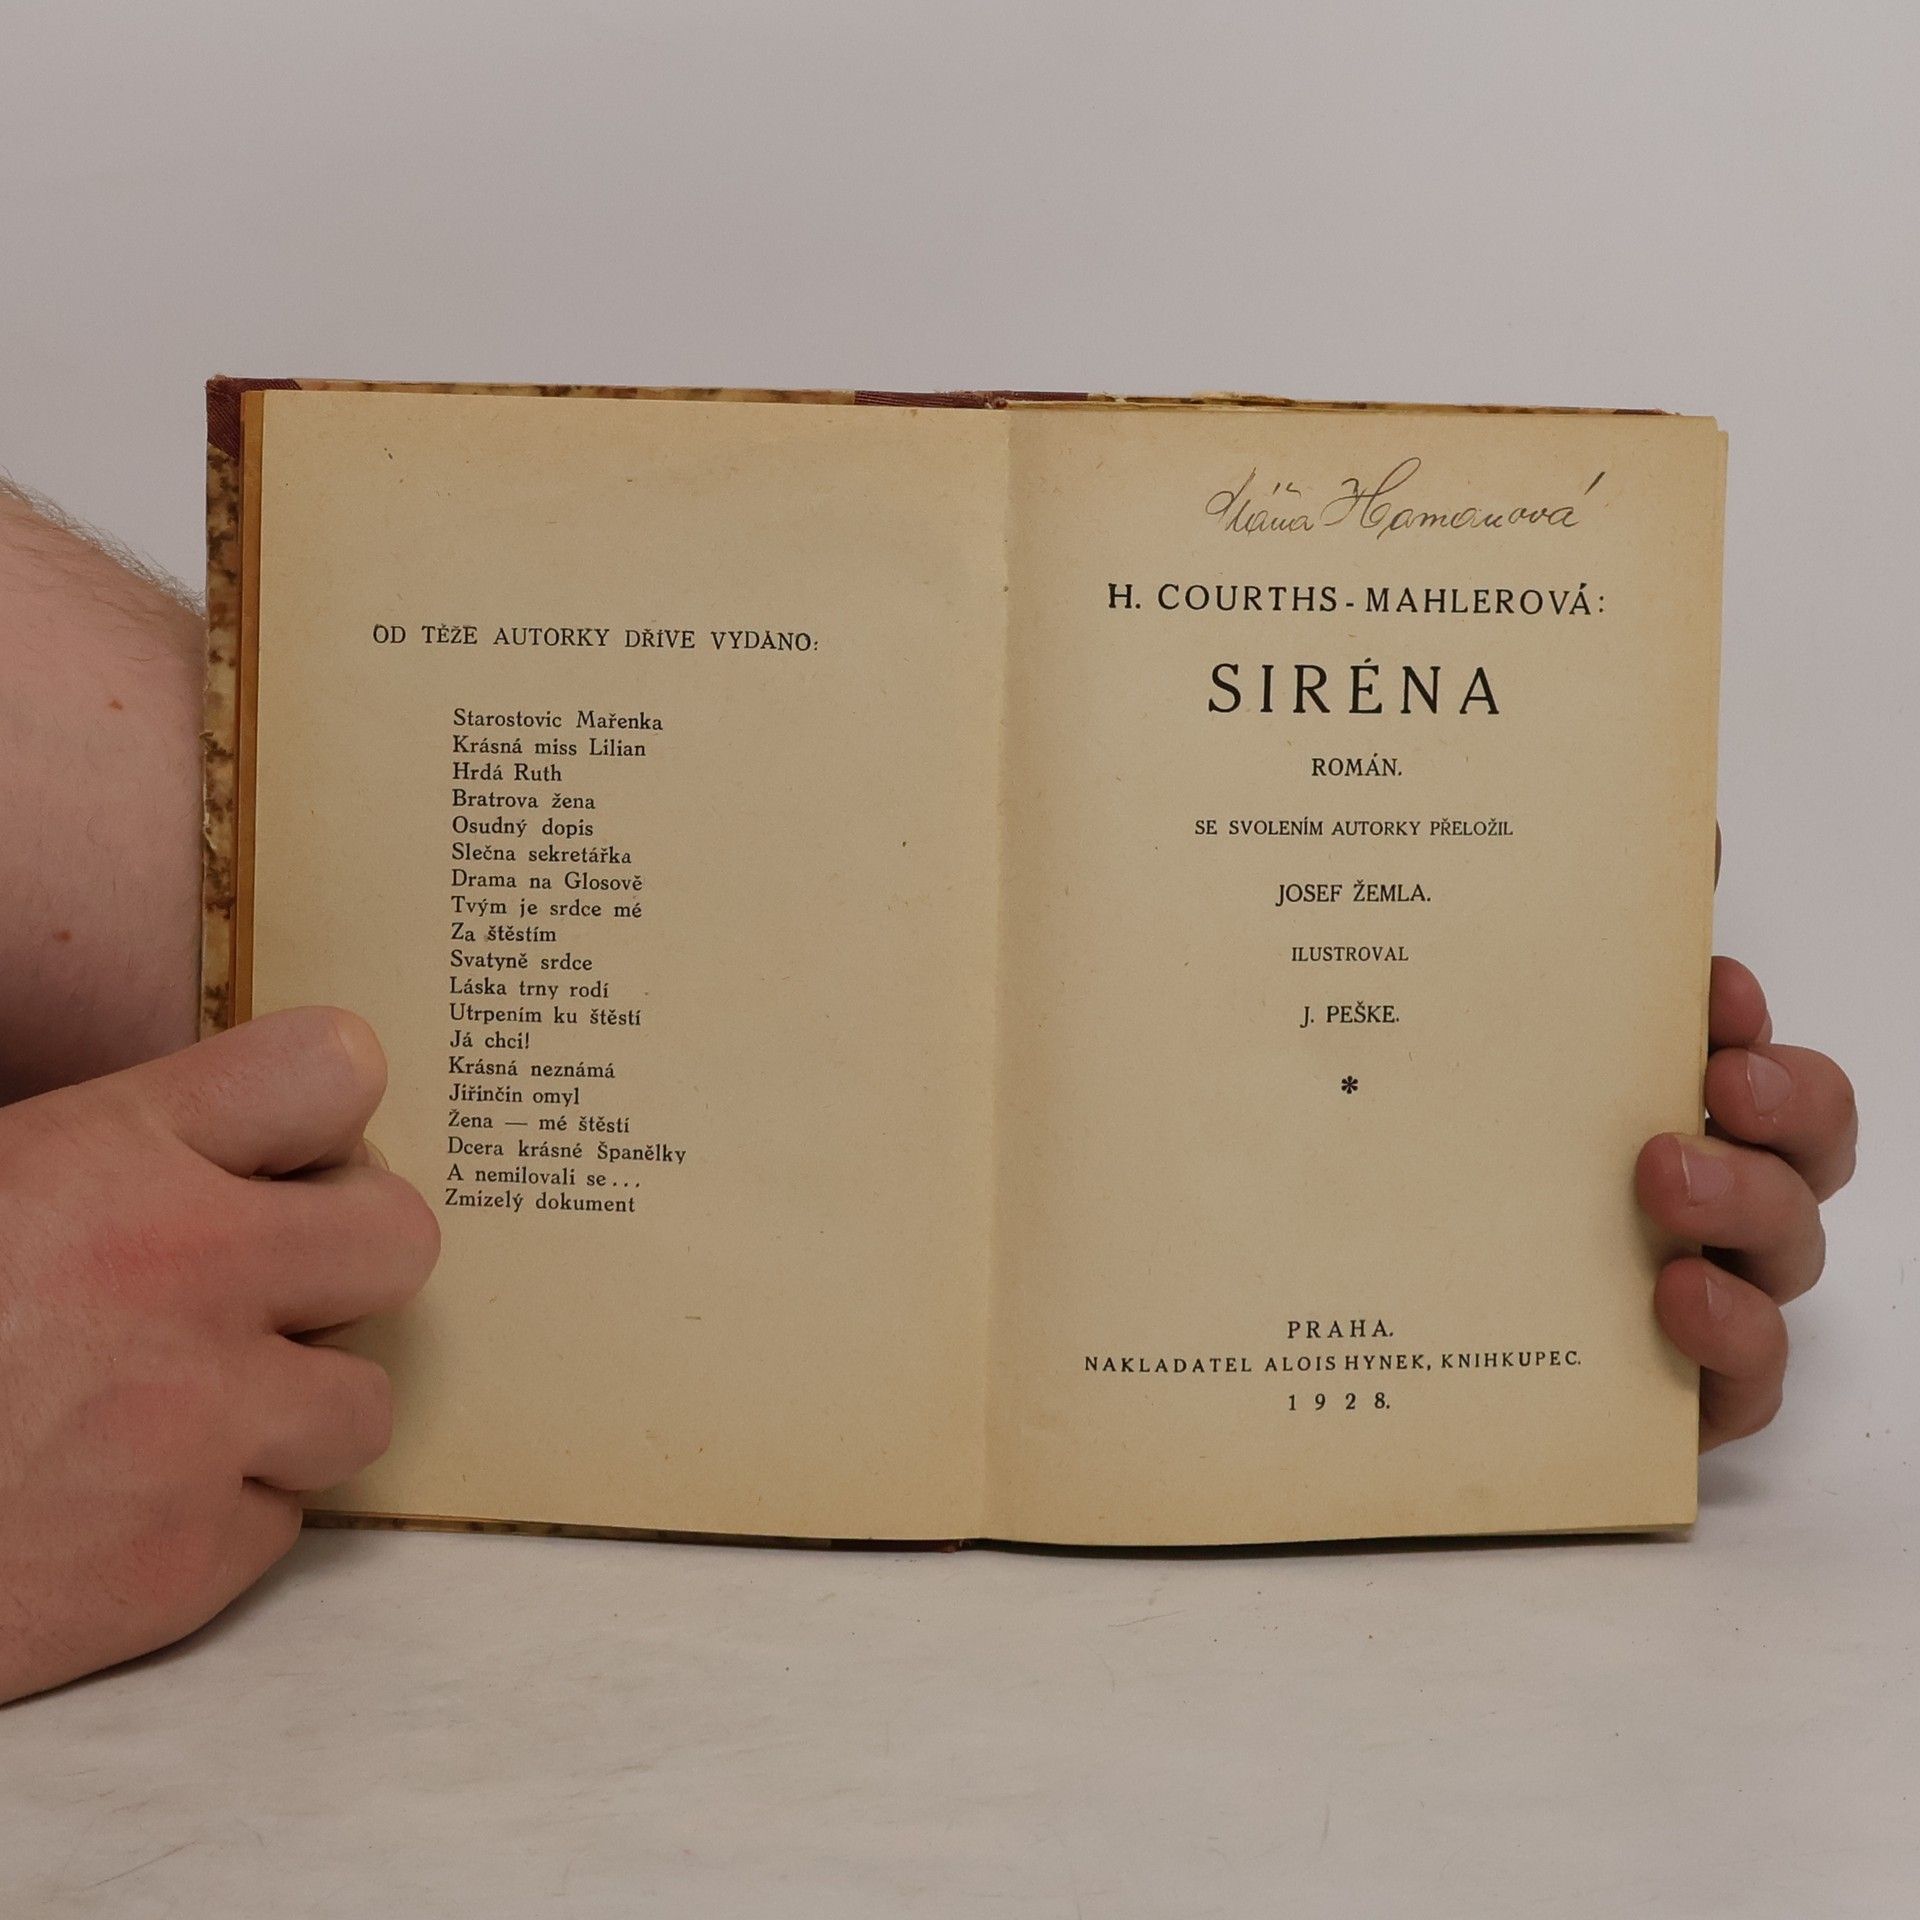 OD TÉŽE AUTORKY DŘÍVE VYDÁNO:
Starostovic Mařenka
Krásná miss Lilian
Hrdá Ruth
Bratrova žena
Osudný dopis
Slečna sekretářka
Drama na Glosově
Tvým je srdce mé
Za štěstím
Svatyně srdce
Láska trny rodí
Utrpením ku štěstí
Já chci!
Krásná neznámá
Jiřinčin omyl
Žena — mé štěstí
Dcera krásné Španělky
A nemilovali se...
Zmizelý dokument
Hamanová
H. COURTHS-MAHLEROVÁ:
SIRÉNA
ROMÁN.
SE SVOLENÍM AUTORKY PŘELOŽIL
JOSEF ŽEMLA.
ILUSTROVAL
J. PEŠKE.
*
PRAHA.
NAKLADATEL ALOIS HYNEK, KNIHKUPEC.
1928.